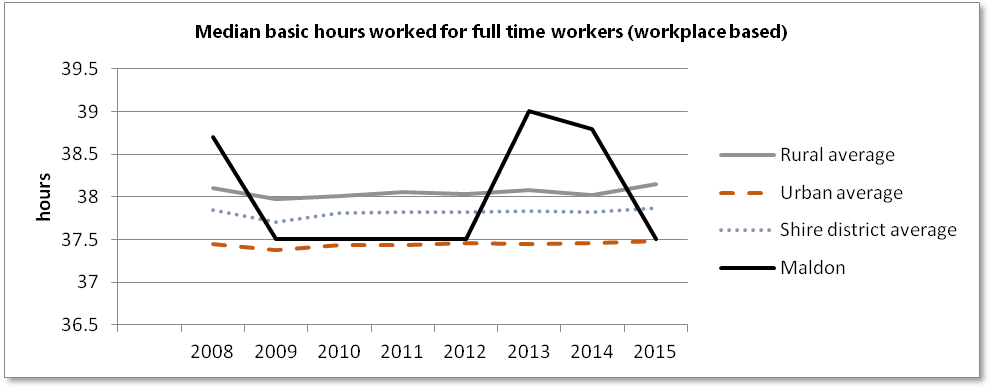 Median basic hours worked for full time workers (workplace based)
39.5
39
38.5
38
37.5
37
36.5
hours
2008 2009 2010 2011 2012 2013 2014 2015
Rural average
Urban average
Shire district average
Maldon